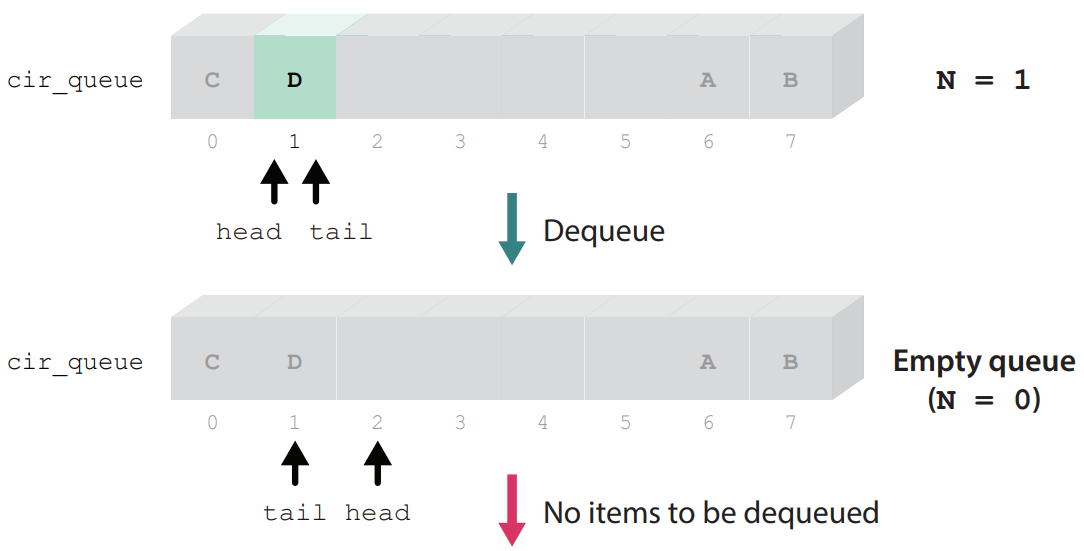 cir_queue C D A B N = 1
0 1 2 3 4 5 6 7
head tail
Dequeue
cir_queue C D A B Empty queue
(N = 0)
0 1 2 3 4 5 6 7
tail head
No items to be dequeued